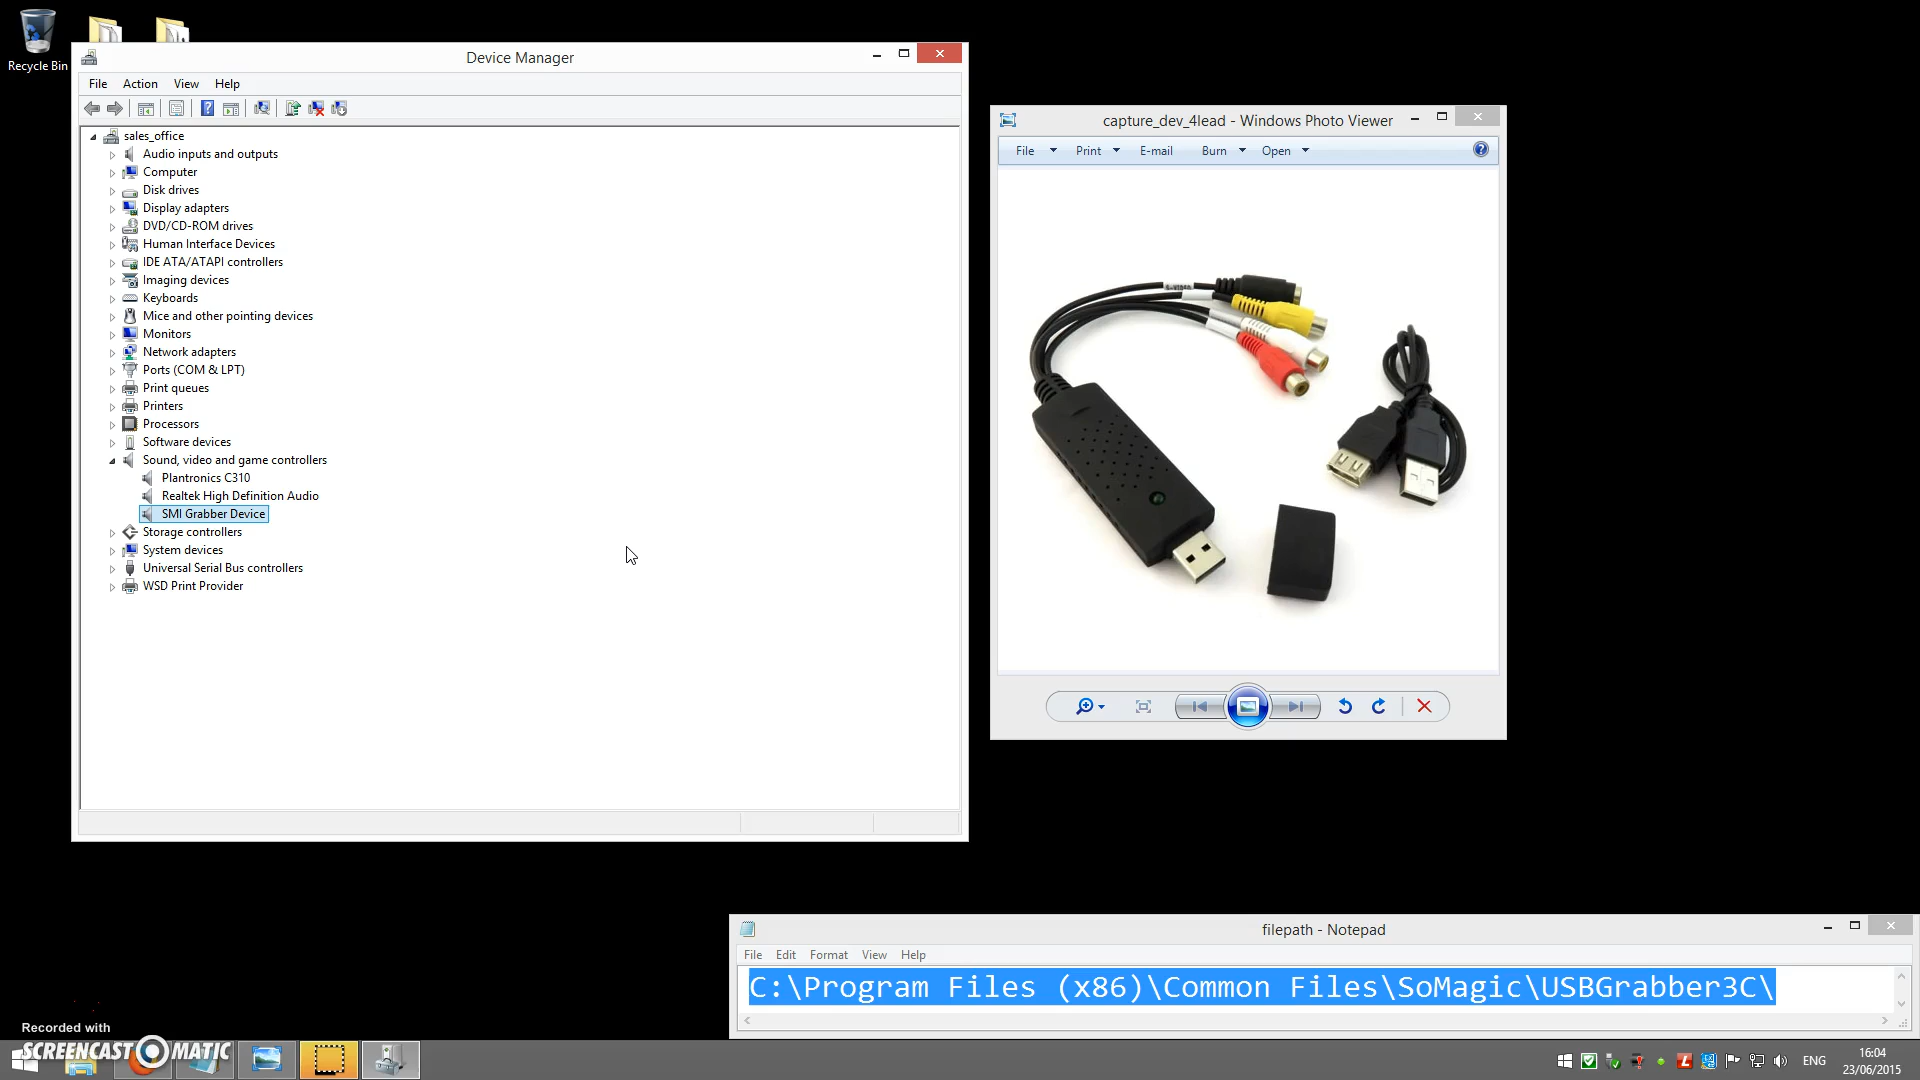 Recycle Bin
Device Manager
File Action View Help
sales_office
Audio inputs and outputs
Computer
Disk drives
Display adapters
DVD/CD-ROM drives
Human Interface Devices
IDE ATA/ATAPI controllers
Imaging devices
Keyboards
Mice and other pointing devices
Monitors
Network adapters
Ports (COM & LPT)
Print queues
Printers
Processors
Software devices
Sound, video and game controllers
Plantronics C310
Realtek High Definition Audio
SMI Grabber Device
Storage controllers
System devices
Universal Serial Bus controllers
WSD Print Provider
capture_dev_4lead - Windows Photo Viewer
File Print E-mail Burn Open
S-VIDEO
filepath - Notepad
File Edit Format View Help
C:\Program Files (x86)\Common Files\SoMagic\USBGrabber3C\
Recorded with
SCREENCAST MATIC
ENG
16:04
23/06/2015